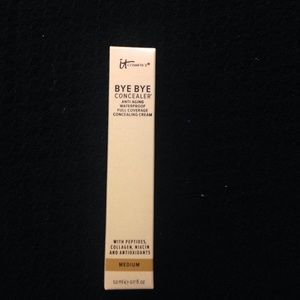 it COSMETICS
BYE BYE
CONCEALER
ANTI AGING
WATERPROOF
FULL COVERAGE
CONCEALING CREAM
WITH PEPTIDES,
COLLAGEN, NIACIN
AND ANTIOXIDANTS
MEDIUM